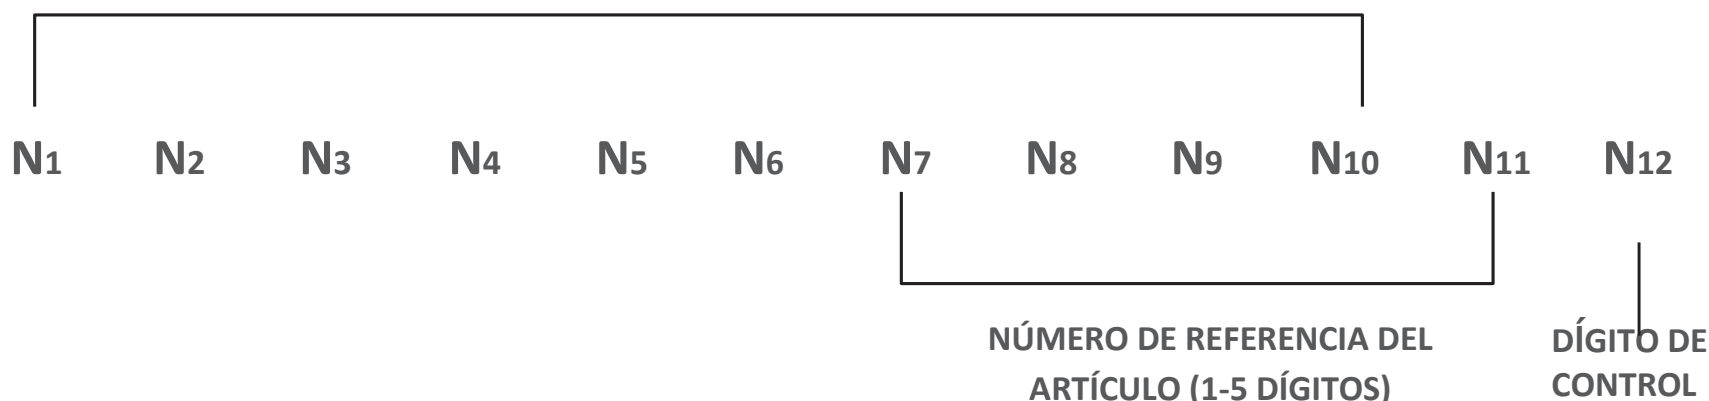 N1 N2 N3 N4 N5 N6 N7 N8 N9 N10 N11 N12
NÚMERO DE REFERENCIA DEL
ARTÍCULO (1-5 DÍGITOS)
DÍGITO DE
CONTROL